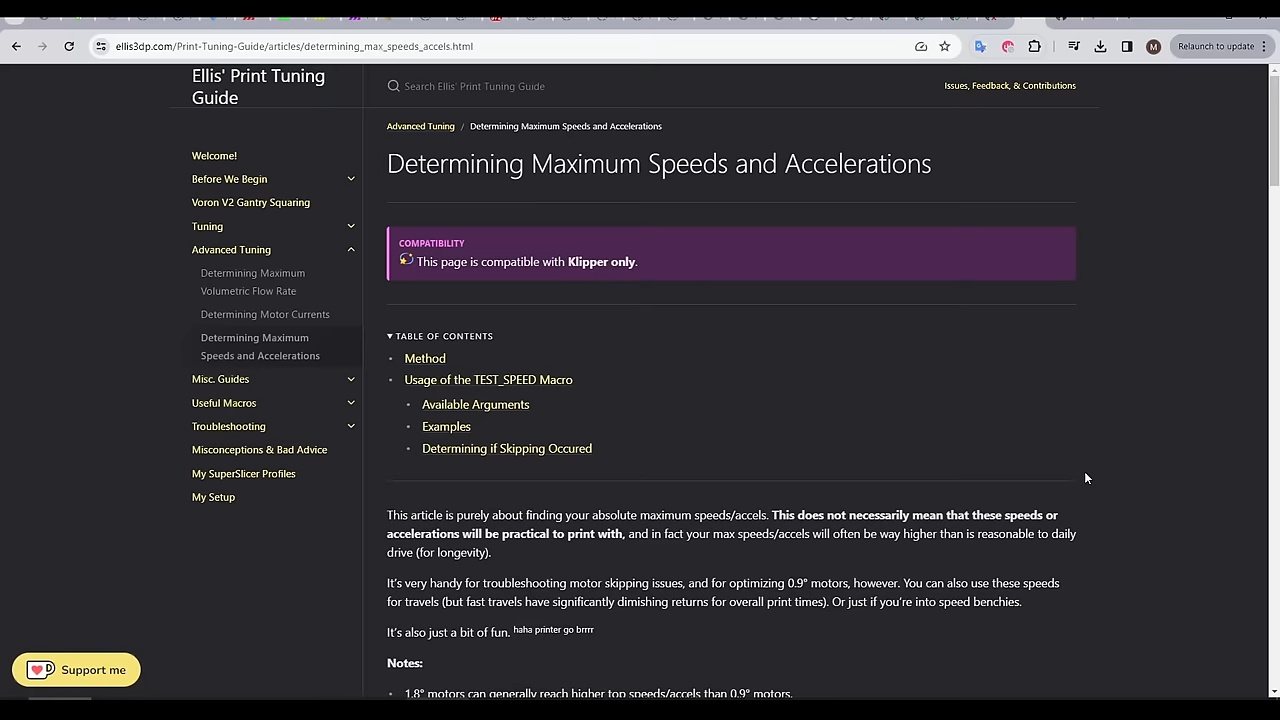 ellis3dp.com/Print-Tuning-Guide/articles/determining_max_speeds_accels.html
M
Relaunch to update
Ellis' Print Tuning
Guide
Search Ellis' Print Tuning Guide
Issues, Feedback, & Contributions
Welcome!
Before We Begin
Voron V2 Gantry Squaring
Tuning
Advanced Tuning
Determining Maximum
Volumetric Flow Rate
Determining Motor Currents
Determining Maximum
Speeds and Accelerations
Misc. Guides
Useful Macros
Troubleshooting
Misconceptions & Bad Advice
My SuperSlicer Profiles
My Setup
Support me
Advanced Tuning / Determining Maximum Speeds and Accelerations
Determining Maximum Speeds and Accelerations
COMPATIBILITY
This page is compatible with Klipper only.
▾ TABLE OF CONTENTS
• Method
• Usage of the TEST_SPEED Macro
• Available Arguments
• Examples
• Determining if Skipping Occured
This article is purely about finding your absolute maximum speeds/accels. This does not necessarily mean that these speeds or
accelerations will be practical to print with, and in fact your max speeds/accels will often be way higher than is reasonable to daily
drive (for longevity).
It's very handy for troubleshooting motor skipping issues, and for optimizing 0.9° motors, however. You can also use these speeds
for travels (but fast travels have significantly dimishing returns for overall print times). Or just if you're into speed benchies.
It's also just a bit of fun. haha printer go brrrr
Notes:
• 1.8° motors can generally reach higher top speeds/accels than 0.9° motors.